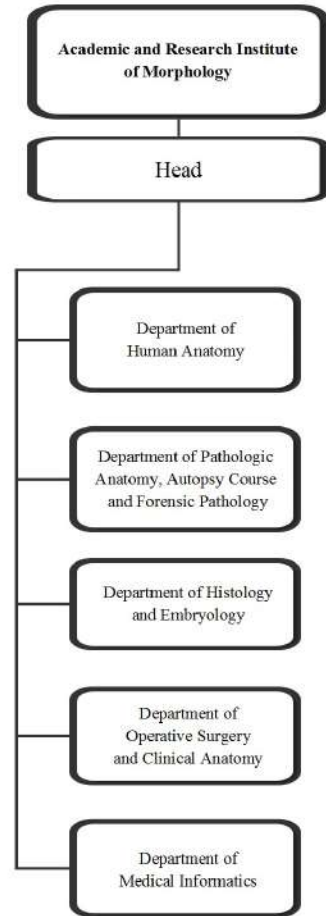 Academic and Research Institute
of Morphology
Head
Department of
Human Anatomy
Department of Pathologic
Anatomy, Autopsy Course
and Forensic Pathology
Department of Histology
and Embryology
Department of
Operative Surgery
and Clinical Anatomy
Department of
Medical Informatics